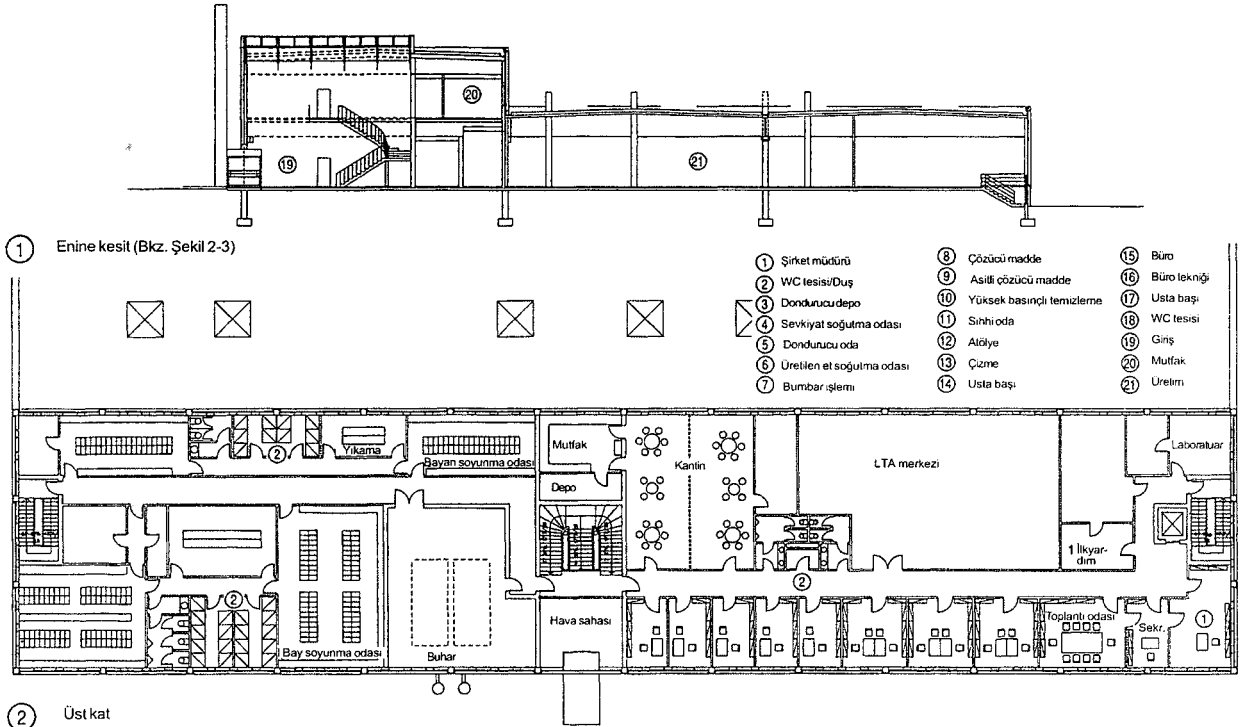 20
19
21
1 Enine kesit (Bkz. Şekil 2-3)
1 Şirket müdürü
2 WC tesisi/Duş
3 Dondurucu depo
4 Sevkiyat soğutma odası
5 Dondurucu oda
6 Üretilen et soğutma odası
7 Bumbar işlemi
8 Çözücü madde
9 Asitli çözücü madde
10 Yüksek basınçlı temizleme
11 Sıhhi oda
12 Atölye
13 Çizme
14 Usta başı
15 Büro
16 Büro tekniği
17 Usta başı
18 WC tesisi
19 Giriş
20 Mutfak
21 Üretim
2
Yıkama
Bayan soyunma odası
Mutfak
Depo
Kantin
LTA merkezi
Laboratuar
1 İlkyar-
dım
2
2
Bay soyunma odası
Buhar
Hava sahası
Toplantı odası
Sekr.
1
2 Üst kat